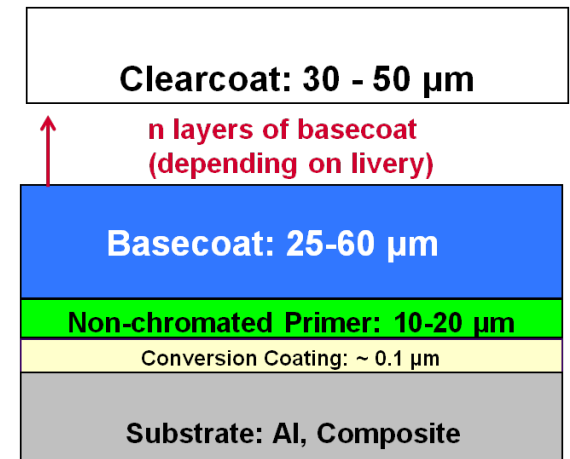 Clearcoat: 30 - 50 µm
n layers of basecoat
(depending on livery)
Basecoat: 25-60 µm
Non-chromated Primer: 10-20 µm
Conversion Coating: ~ 0.1 µm
Substrate: Al, Composite